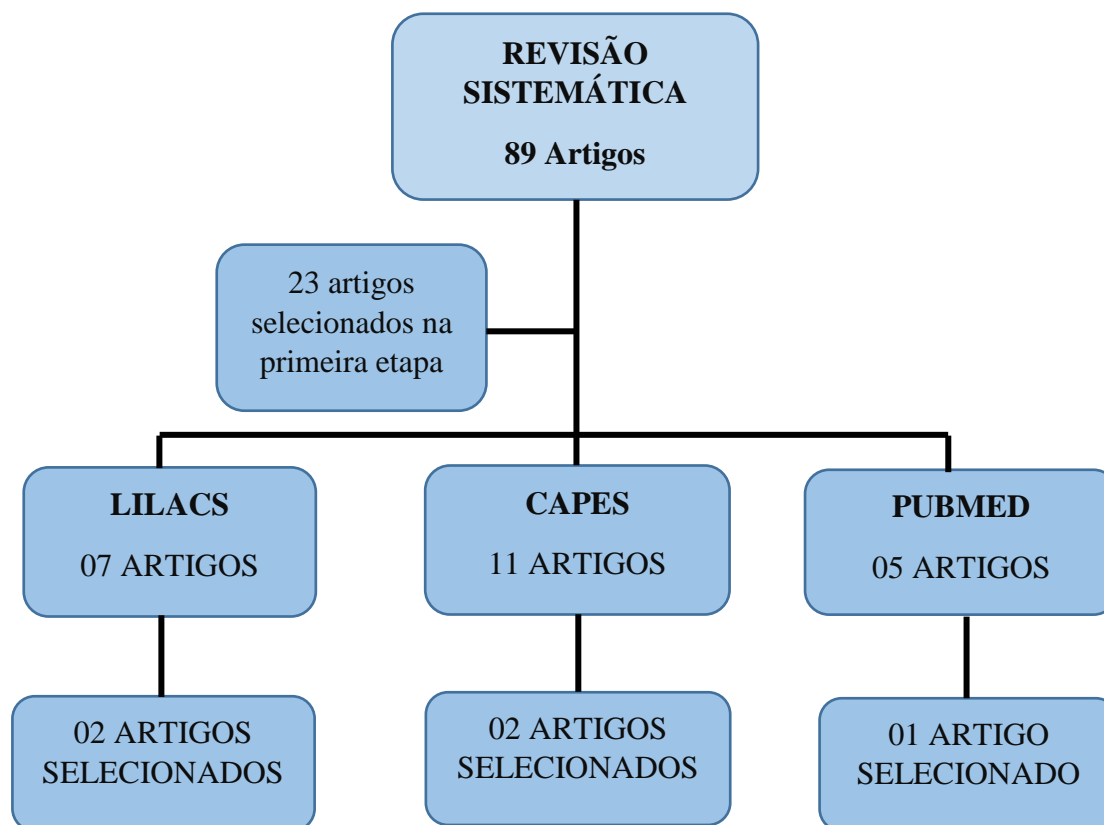 REVISÃO
SISTEMÁTICA
89 Artigos
23 artigos
selecionados na
primeira etapa
LILACS
07 ARTIGOS
CAPES
11 ARTIGOS
PUBMED
05 ARTIGOS
02 ARTIGOS
SELECIONADOS
02 ARTIGOS
SELECIONADOS
01 ARTIGO
SELECIONADO